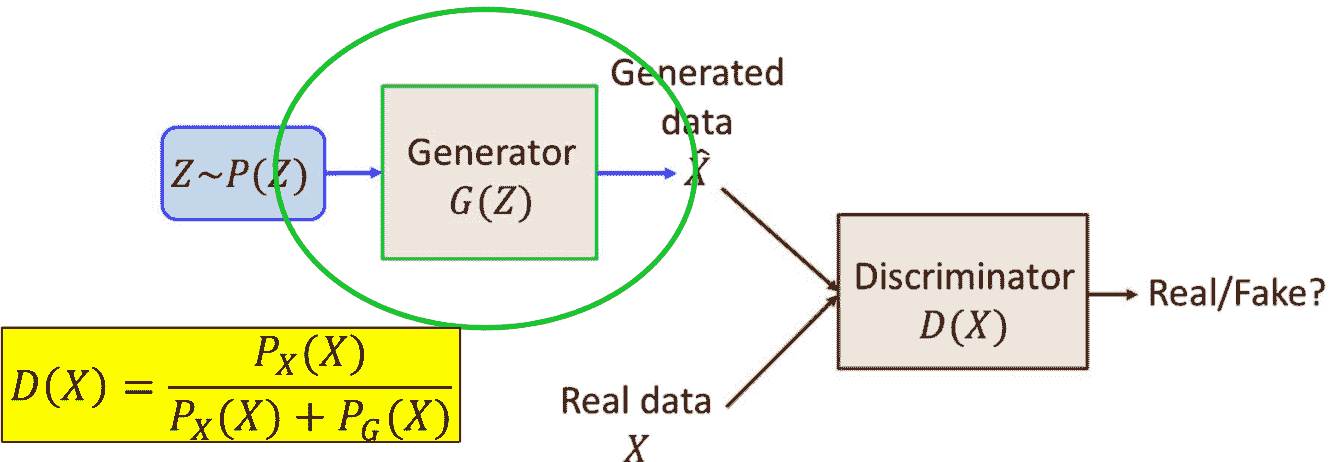 Generated
data
X̂
Z~P(Z)
Generator
G(Z)
Discriminator
D(X)
Real/Fake?
D(X) = P_X(X) / (P_X(X) + P_G(X))
Real data
X